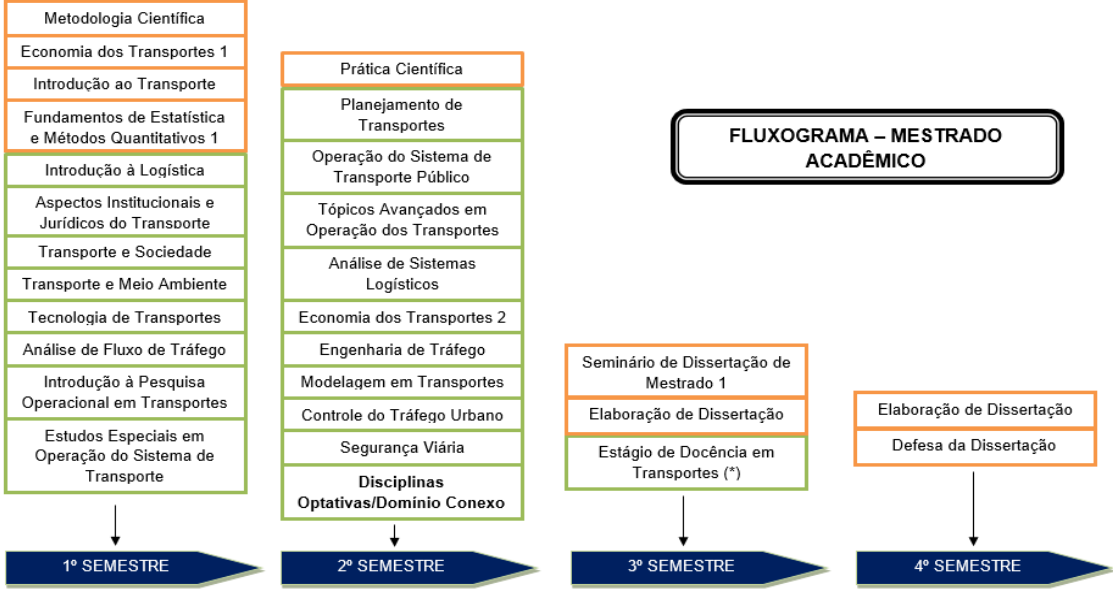 Metodologia Científica
Economia dos Transportes 1
Introdução ao Transporte
Fundamentos de Estatística
e Métodos Quantitativos 1
Introdução à Logística
Aspectos Institucionais e
Jurídicos do Transporte
Transporte e Sociedade
Transporte e Meio Ambiente
Tecnologia de Transportes
Análise de Fluxo de Tráfego
Introdução à Pesquisa
Operacional em Transportes
Estudos Especiais em
Operação do Sistema de
Transporte
1º SEMESTRE
Prática Científica
Planejamento de
Transportes
Operação do Sistema de
Transporte Público
Tópicos Avançados em
Operação dos Transportes
Análise de Sistemas
Logísticos
Economia dos Transportes 2
Engenharia de Tráfego
Modelagem em Transportes
Controle do Tráfego Urbano
Segurança Viária
Disciplinas
Optativas/Domínio Conexo
2º SEMESTRE
FLUXOGRAMA – MESTRADO
ACADÊMICO
Seminário de Dissertação de
Mestrado 1
Elaboração de Dissertação
Estágio de Docência em
Transportes (*)
3º SEMESTRE
Elaboração de Dissertação
Defesa da Dissertação
4º SEMESTRE